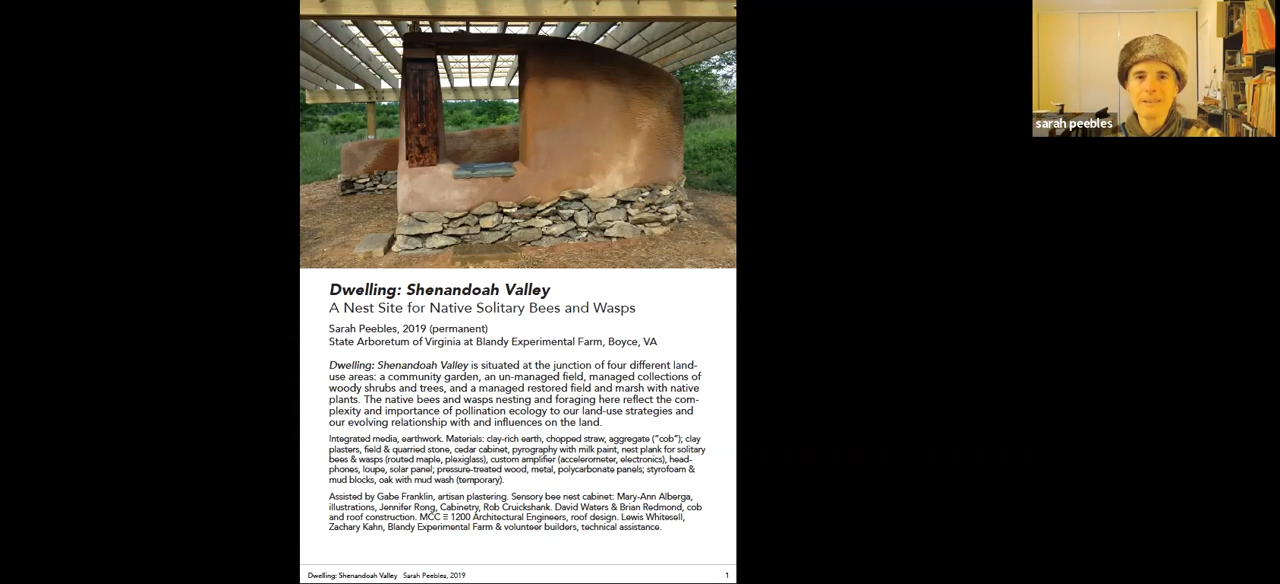 sarah peebles
Dwelling: Shenandoah Valley
A Nest Site for Native Solitary Bees and Wasps
Sarah Peebles, 2019 (permanent)
State Arboretum of Virginia at Blandy Experimental Farm, Boyce, VA
Dwelling: Shenandoah Valley is situated at the junction of four different land-
use areas: a community garden, an un-managed field, managed collections of
woody shrubs and trees, and a managed restored field and marsh with native
plants. The native bees and wasps nesting and foraging here reflect the com-
plexity and importance of pollination ecology to our land-use strategies and
our evolving relationship with and influences on the land.
Integrated media, earthwork. Materials: clay-rich earth, chopped straw, aggregate ("cob"); clay
plasters, field & quarried stone, cedar cabinet, pyrography with milk paint, nest plank for solitary
bees & wasps (routed maple, plexiglass), custom amplifier (accelerometer, electronics), head-
phones, loupe, solar panel; pressure-treated wood, metal, polycarbonate panels; styrofoam &
mud blocks, oak with mud wash (temporary).
Assisted by Gabe Franklin, artisan plastering. Sensory bee nest cabinet: Mary-Ann Alberga,
illustrations, Jennifer Rong, Cabinetry, Rob Cruickshank. David Waters & Brian Redmond, cob
and roof construction. MCC Ξ 1200 Architectural Engineers, roof design. Lewis Whitesell,
Zachary Kahn, Blandy Experimental Farm & volunteer builders, technical assistance.
Dwelling: Shenandoah Valley Sarah Peebles, 2019 1